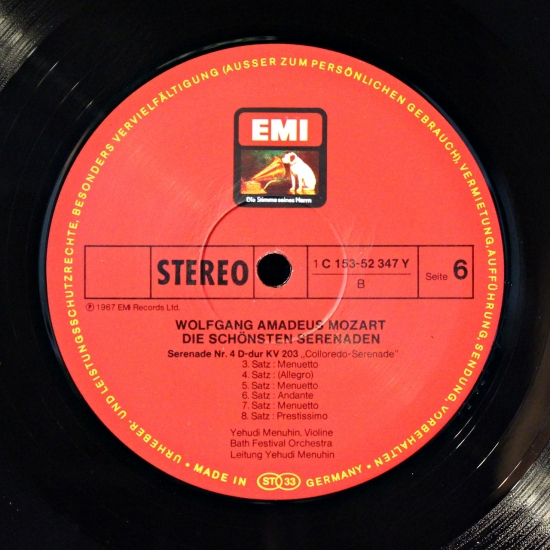 URHEBER- UND LEISTUNGSSCHUTZRECHTE, BESONDERS VERVIELFÄLTIGUNG (AUSSER ZUM PERSÖNLICHEN GEBRAUCH), VERMIETUNG, AUFFÜHRUNG, SENDUNG, VORBEHALTEN
EMI
Die Stimme seines Herrn
STEREO
1 C 153-52 347 Y
B
Seite 6
℗ 1967 EMI Records Ltd.
WOLFGANG AMADEUS MOZART
DIE SCHÖNSTEN SERENADEN
Serenade Nr. 4 D-dur KV 203 „Colloredo-Serenade"
3. Satz: Menuetto
4. Satz: (Allegro)
5. Satz: Menuetto
6. Satz: Andante
7. Satz: Menuetto
8. Satz: Prestissimo
Yehudi Menuhin, Violine
Bath Festival Orchestra
Leitung Yehudi Menuhin
• MADE IN STO 33 GERMANY •